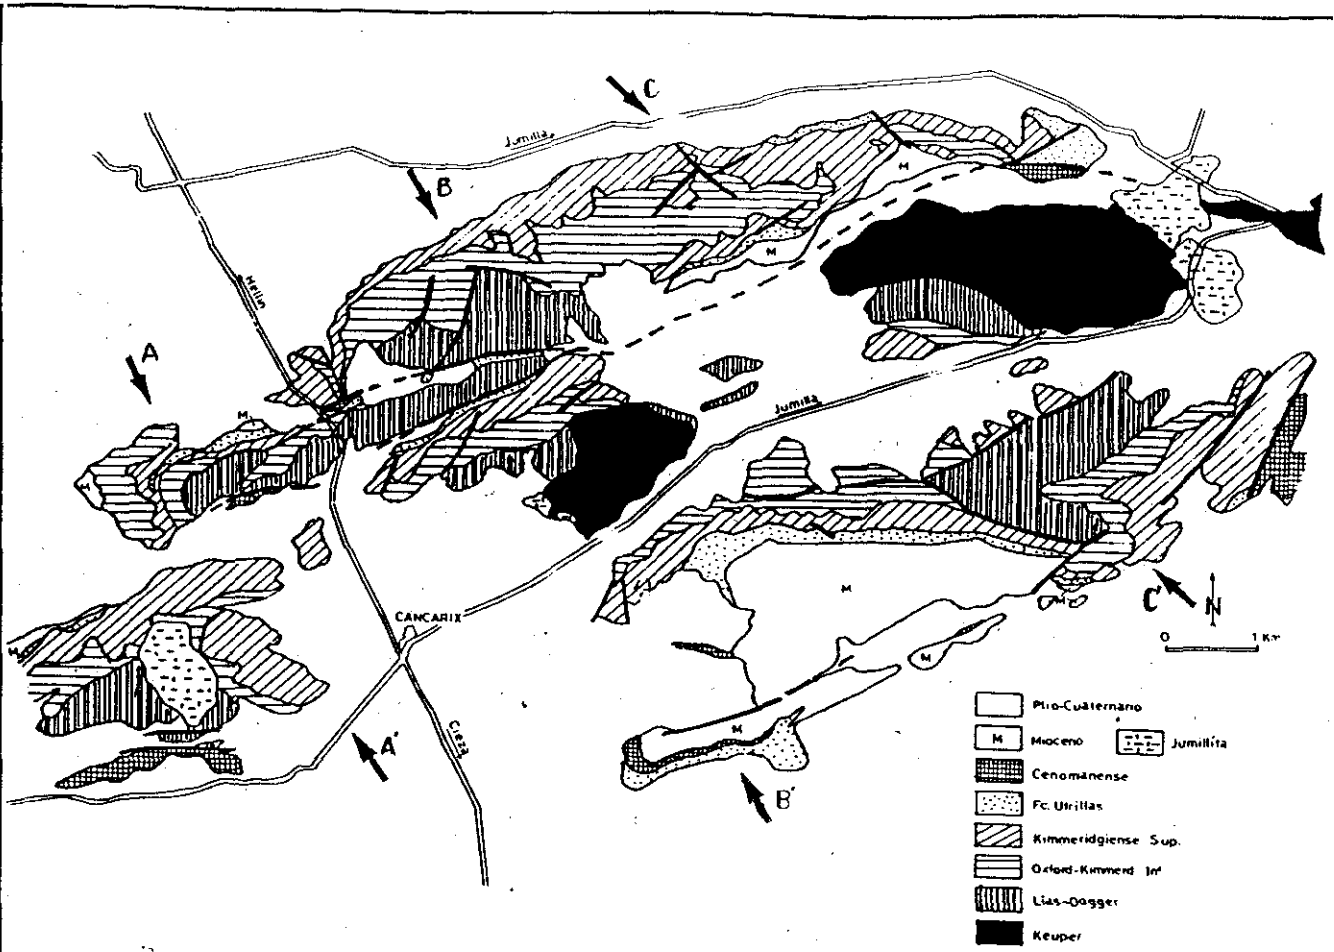 C
Jumilla
B
M
Hellin
M
A
M
Jumilla
M
M
C'
N
M
CANCARIX
0 1 Km
M
Plio-Cuaternario
M Mioceno
Jumillita
A'
Cieza
M
Cenomanense
B'
Fc. Utrillas
Kimmeridgiense Sup.
Oxford-Kimmerd Inf
Lias-Dogger
Keuper